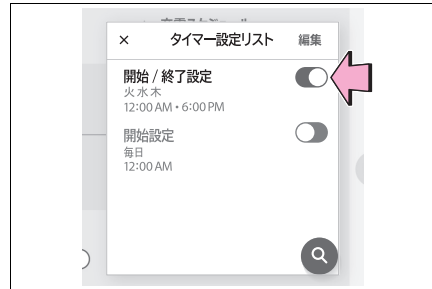 × タイマー設定リスト 編集
開始 / 終了設定
火 水 木
12:00 AM • 6:00 PM
開始設定
毎日
12:00 AM